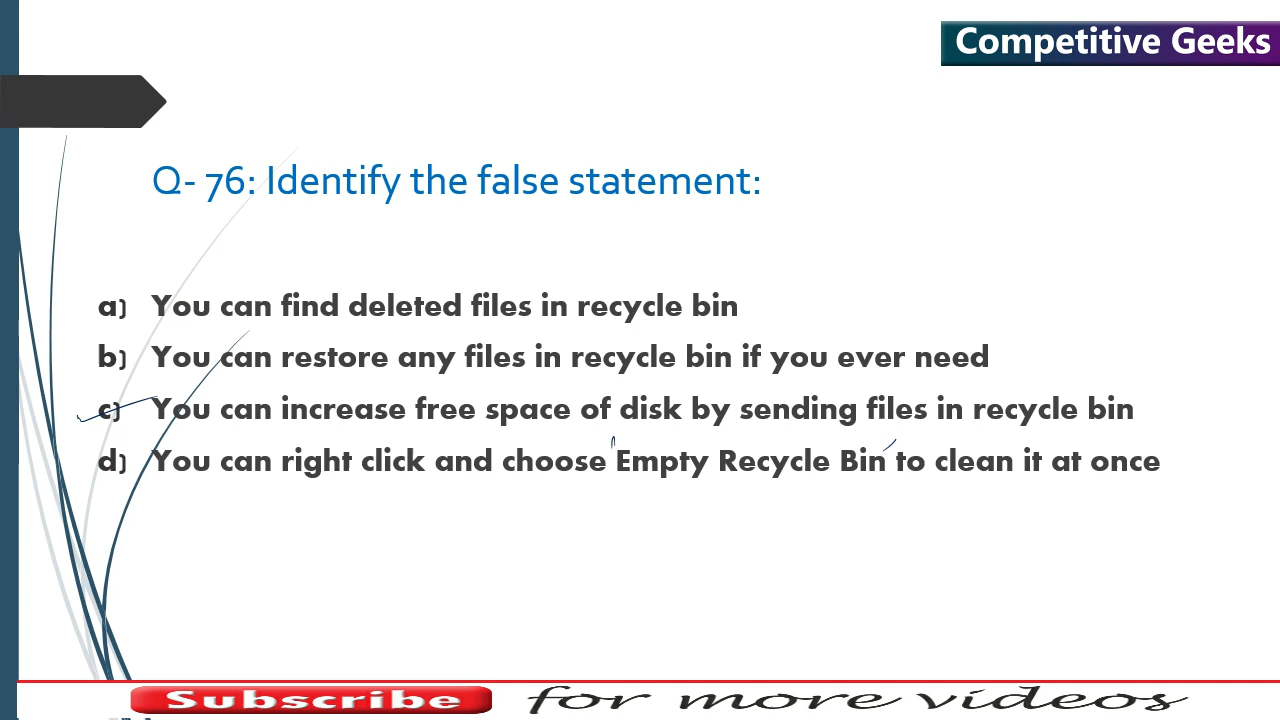 Competitive Geeks
Q- 76: Identify the false statement:
a) You can find deleted files in recycle bin
b) You can restore any files in recycle bin if you ever need
c) You can increase free space of disk by sending files in recycle bin
d) You can right click and choose Empty Recycle Bin to clean it at once
Subscribe for more videos